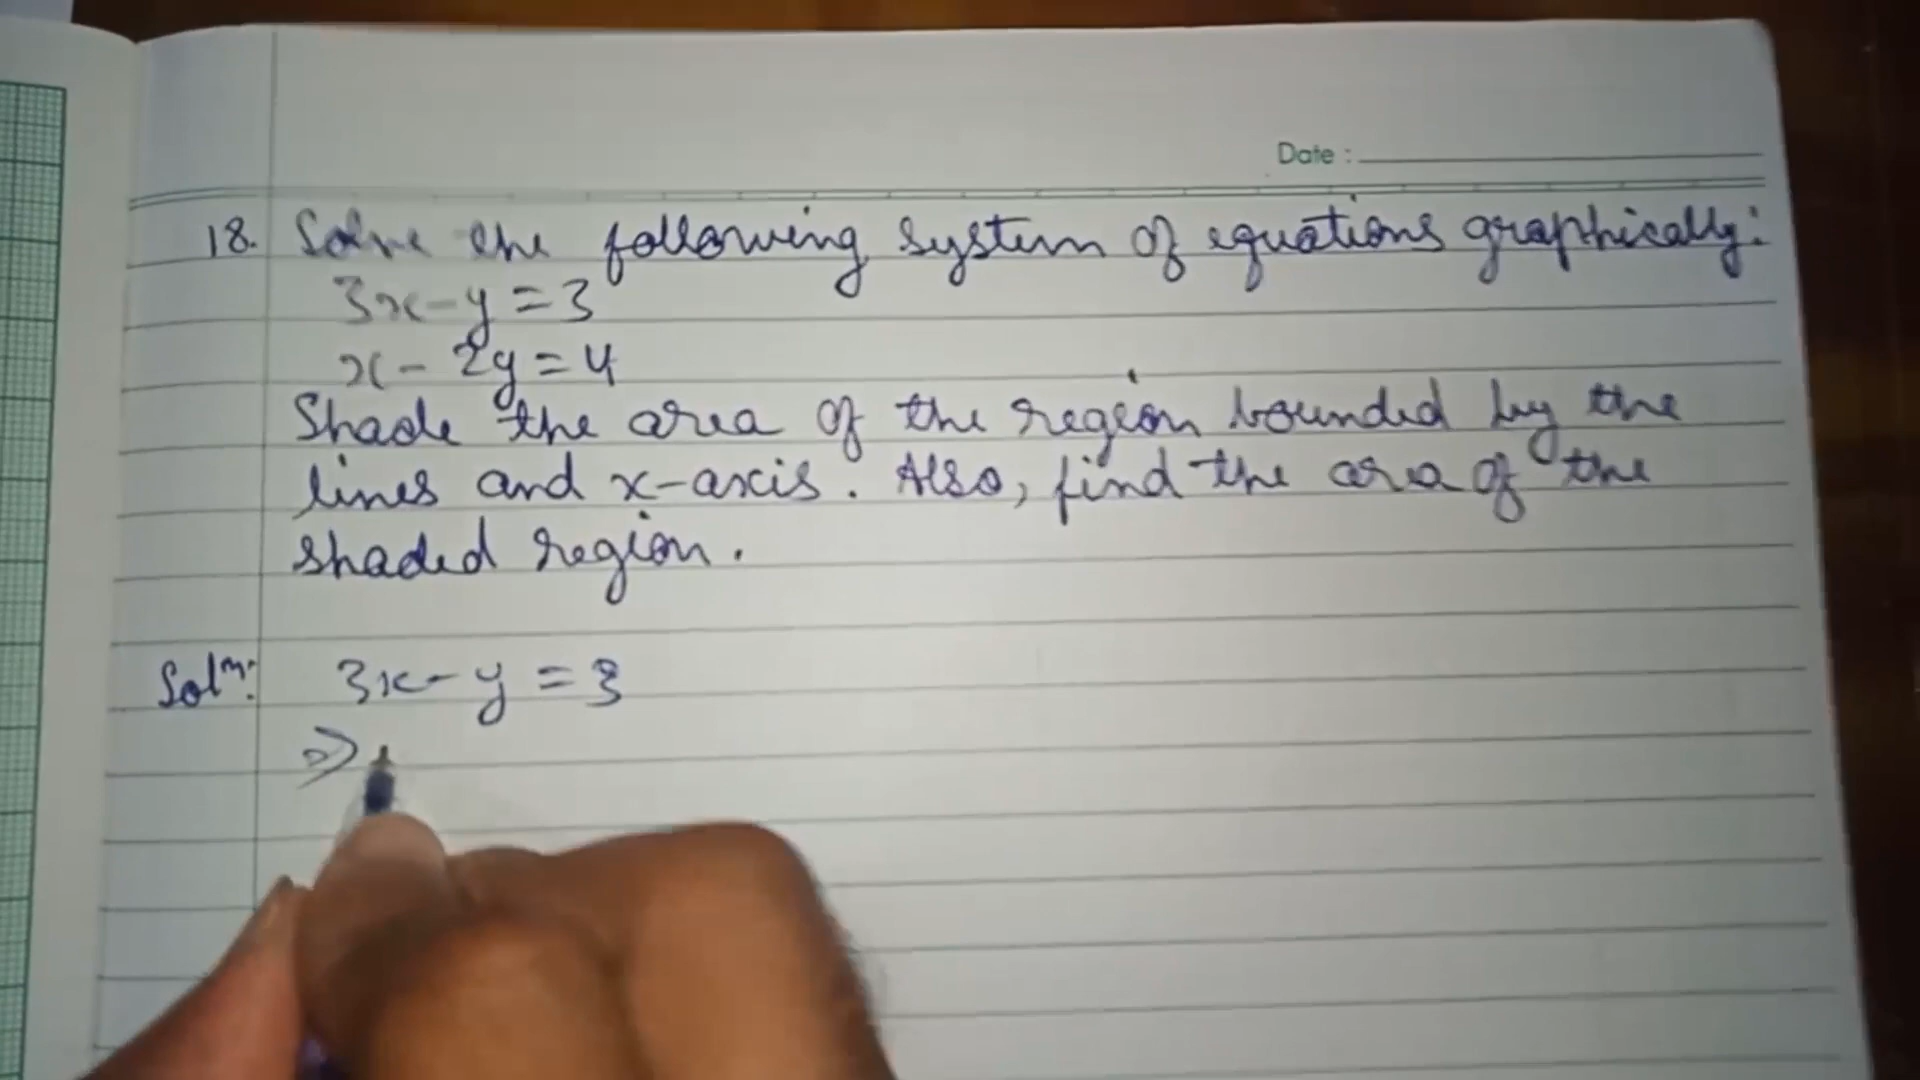 Date :
18. Solve the following system of equations graphically:
3x-y=3
x-2y=4
Shade the area of the region bounded by the
lines and x-axis. Also, find the area of the
shaded region.
Solⁿ: 3x-y=3
⇒